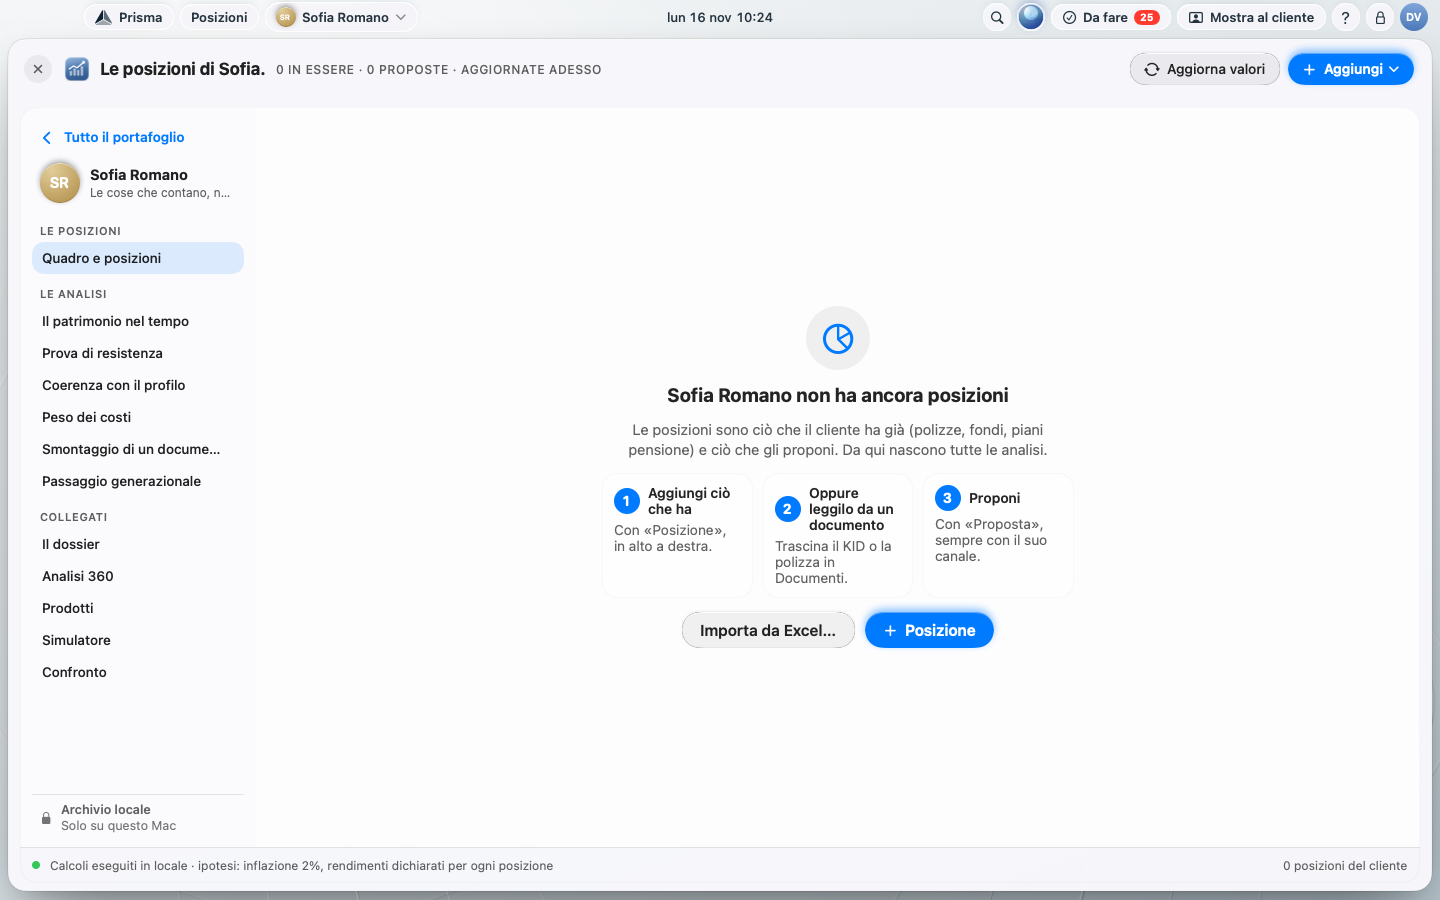 Prisma
Posizioni
SR Sofia Romano
lun 16 nov 10:24
Da fare 25
Mostra al cliente
?
DV
Le posizioni di Sofia.
0 IN ESSERE · 0 PROPOSTE · AGGIORNATE ADESSO
Aggiorna valori
+ Aggiungi
Tutto il portafoglio
SR
Sofia Romano
Le cose che contano, n...
LE POSIZIONI
Quadro e posizioni
LE ANALISI
Il patrimonio nel tempo
Prova di resistenza
Coerenza con il profilo
Peso dei costi
Smontaggio di un docume...
Passaggio generazionale
COLLEGATI
Il dossier
Analisi 360
Prodotti
Simulatore
Confronto
Archivio locale
Solo su questo Mac
Sofia Romano non ha ancora posizioni
Le posizioni sono ciò che il cliente ha già (polizze, fondi, piani
pensione) e ciò che gli proponi. Da qui nascono tutte le analisi.
1
Aggiungi ciò
che ha
Con «Posizione»,
in alto a destra.
2
Oppure
leggilo da un
documento
Trascina il KID o la
polizza in
Documenti.
3
Proponi
Con «Proposta»,
sempre con il suo
canale.
Importa da Excel...
+ Posizione
Calcoli eseguiti in locale · ipotesi: inflazione 2%, rendimenti dichiarati per ogni posizione
0 posizioni del cliente